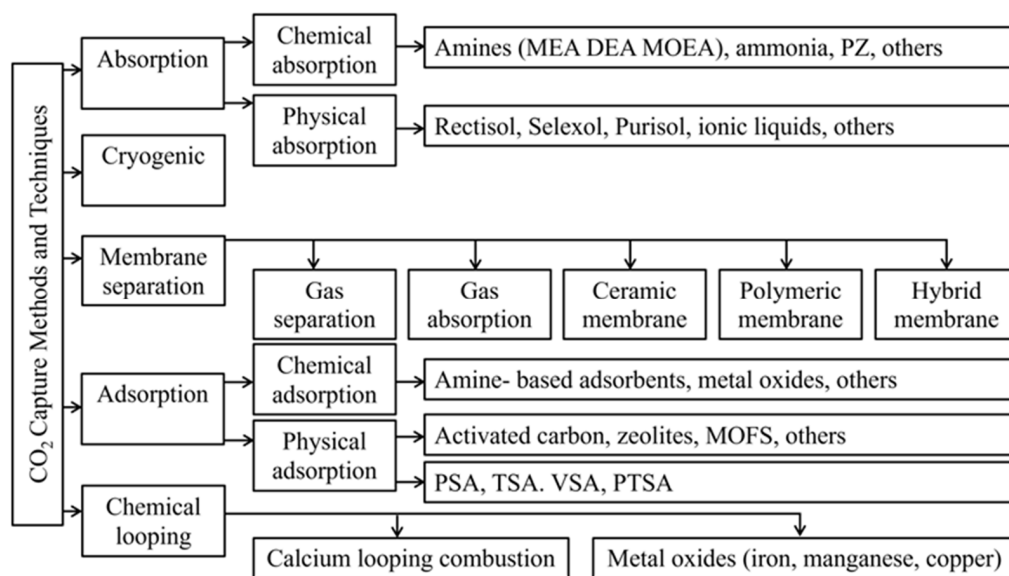 CO₂ Capture Methods and Techniques
Absorption
Chemical
absorption
Amines (MEA DEA MOEA), ammonia, PZ, others
Physical
absorption
Rectisol, Selexol, Purisol, ionic liquids, others
Cryogenic
Membrane
separation
Gas
separation
Gas
absorption
Ceramic
membrane
Polymeric
membrane
Hybrid
membrane
Adsorption
Chemical
adsorption
Amine- based adsorbents, metal oxides, others
Physical
adsorption
Activated carbon, zeolites, MOFS, others
PSA, TSA. VSA, PTSA
Chemical
looping
Calcium looping combustion
Metal oxides (iron, manganese, copper)